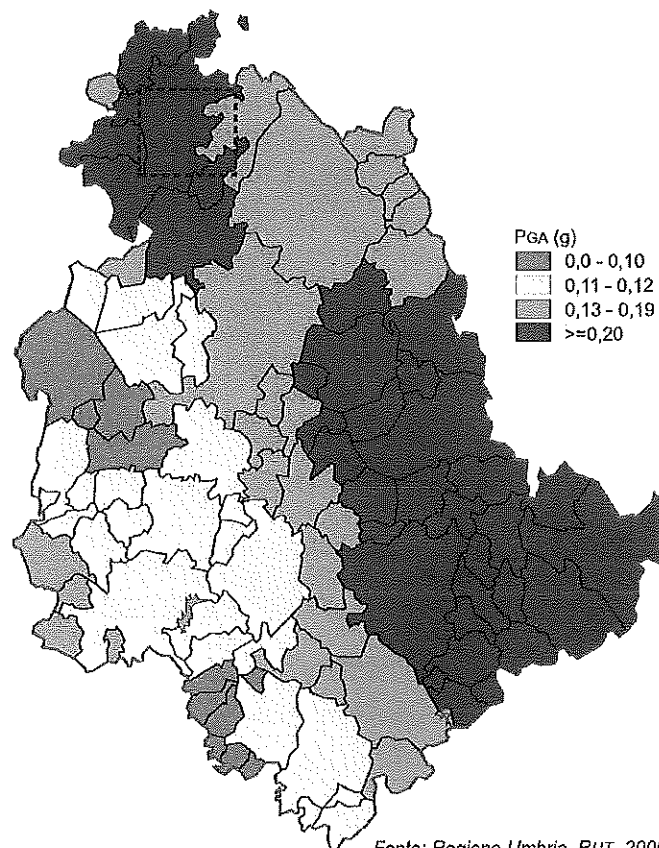 PGA (g)
0,0 - 0,10
0,11 - 0,12
0,13 - 0,19
>=0,20
Fonte: Regione Umbria, PUT, 200